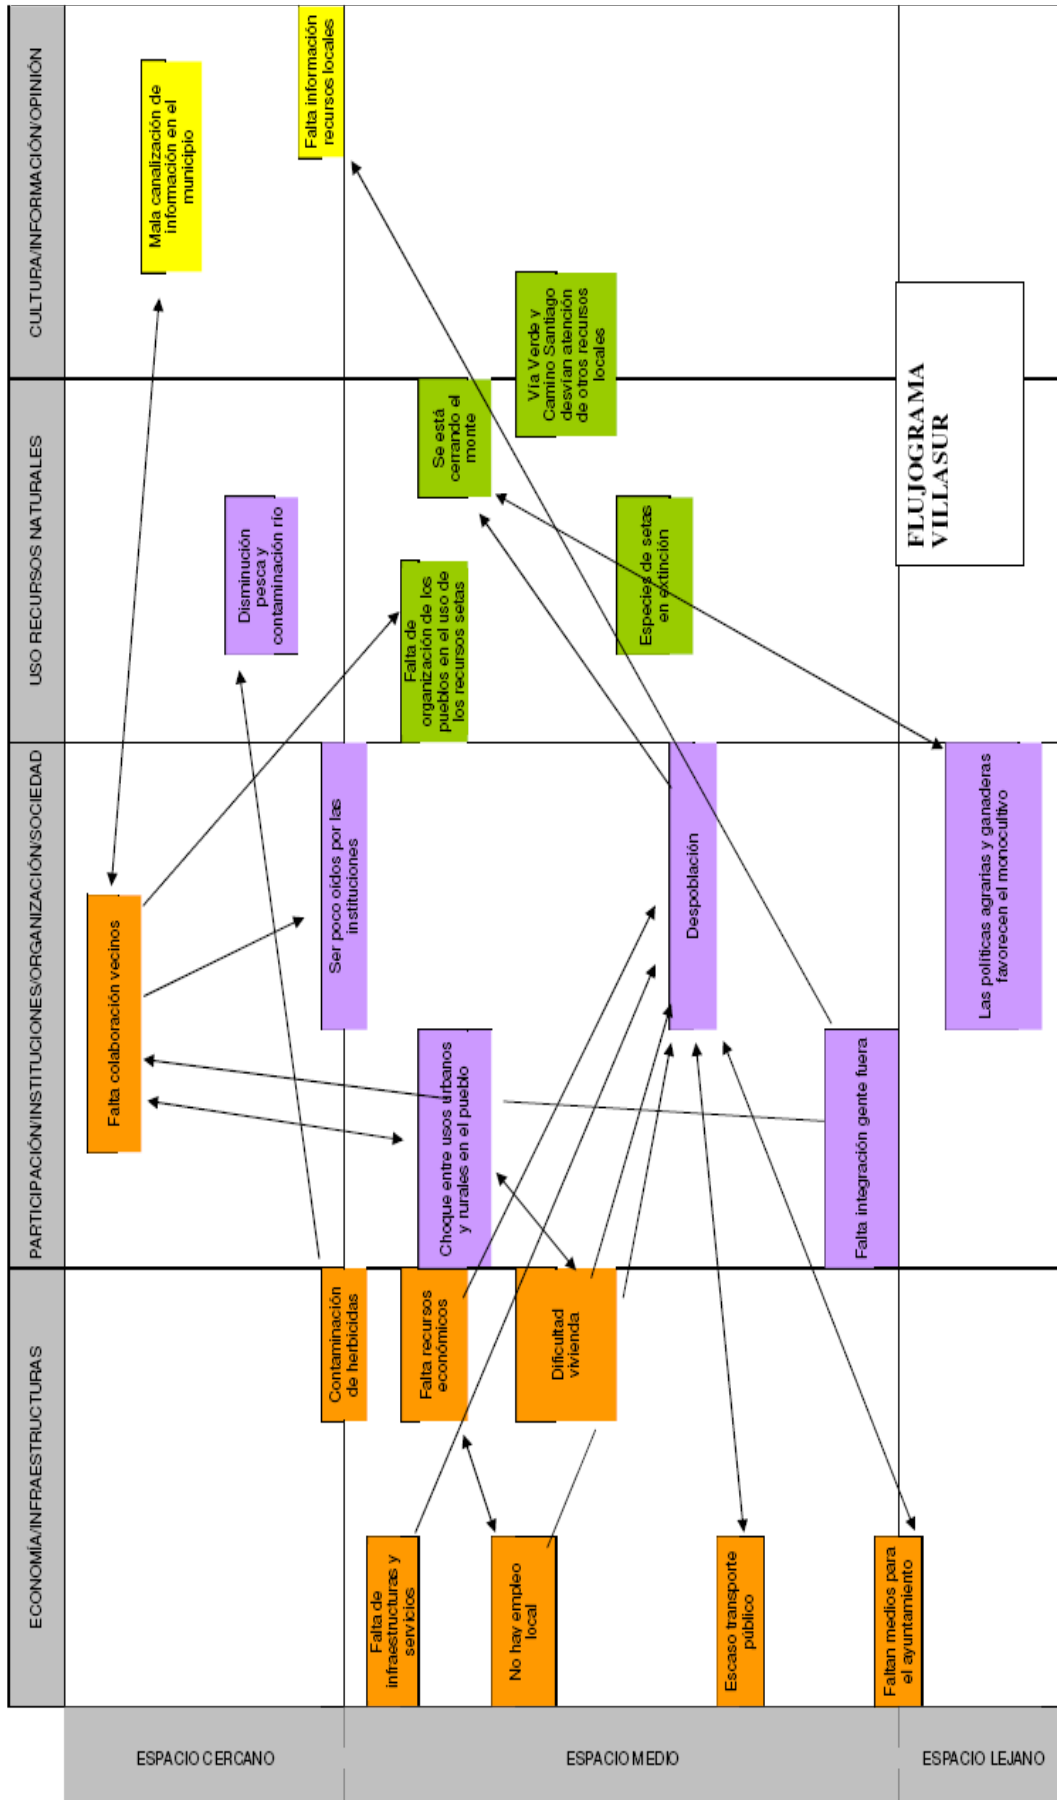 ECONOMÍA/INFRAESTRUCTURAS
PARTICIPACIÓN/INSTITUCIONES/ORGANIZACIÓN/SOCIEDAD
USO RECURSOS NATURALES
CULTURA/INFORMACIÓN/OPINIÓN
ESPACIO CERCANO
Falta colaboración vecinos
Mala canalización de
información en el
municipio
Disminución
pesca y
contaminación río
Falta información
recursos locales
Contaminación
de herbicidas
Ser poco oidos por las
instituciones
ESPACIO MEDIO
Falta de
infraestructuras y
servicios
Falta recursos
económicos
Choque entre usos urbanos
y rurales en el pueblo
Falta de
organización de los
pueblos en el uso de
los recursos setas
Se está
cerrando el
monte
No hay empleo
local
Dificultad
vivienda
Vía Verde y
Camino Santiago
desvían atención
de otros recursos
locales
Especies de setas
en extinción
Despoblación
Escaso transporte
público
Falta integración gente fuera
Faltan medios para
el ayuntamiento
ESPACIO LEJANO
Las políticas agrarias y ganaderas
favorecen el monocultivo
FLUJOGRAMA
VILLASUR